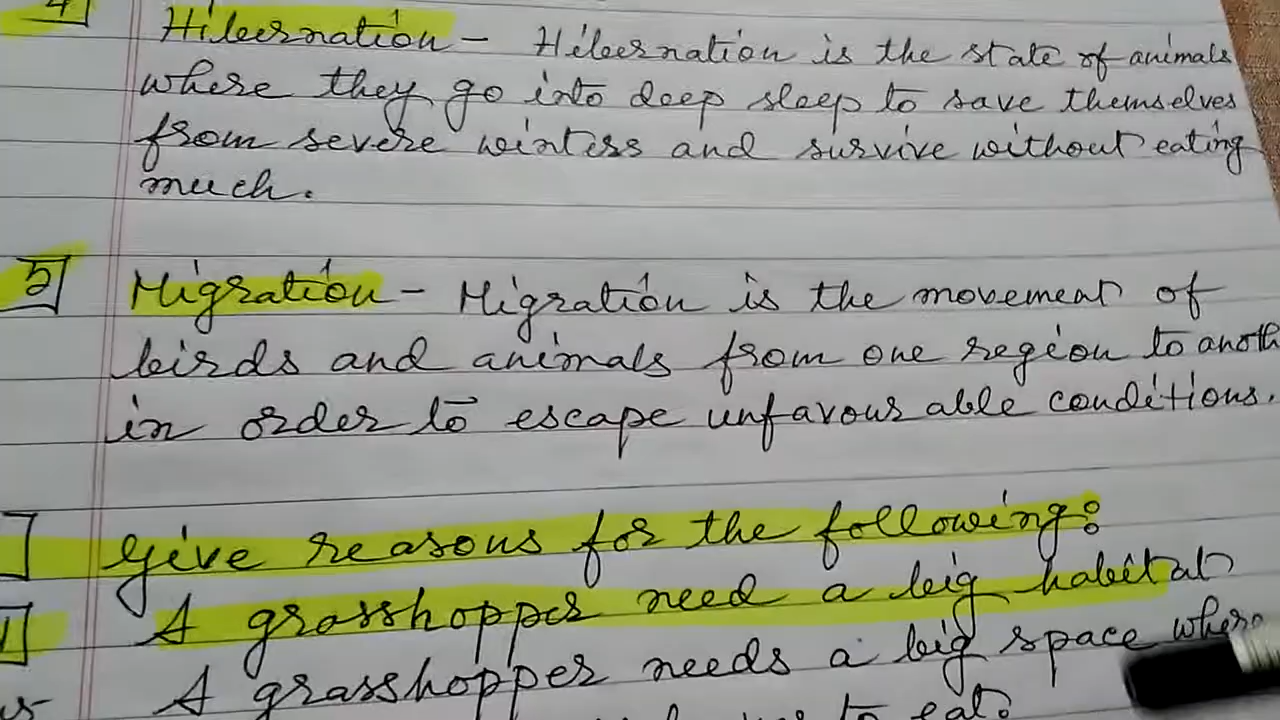 4
Hibernation - Hibernation is the state of animals
where they go into deep sleep to save themselves
from severe winters and survive without eating
much.
5 Migration - Migration is the movement of
birds and animals from one region to anoth
in order to escape unfavourable conditions.
Give reasons for the following:
1 A grasshopper need a big habitat
A grasshopper needs a big space where
to eat.